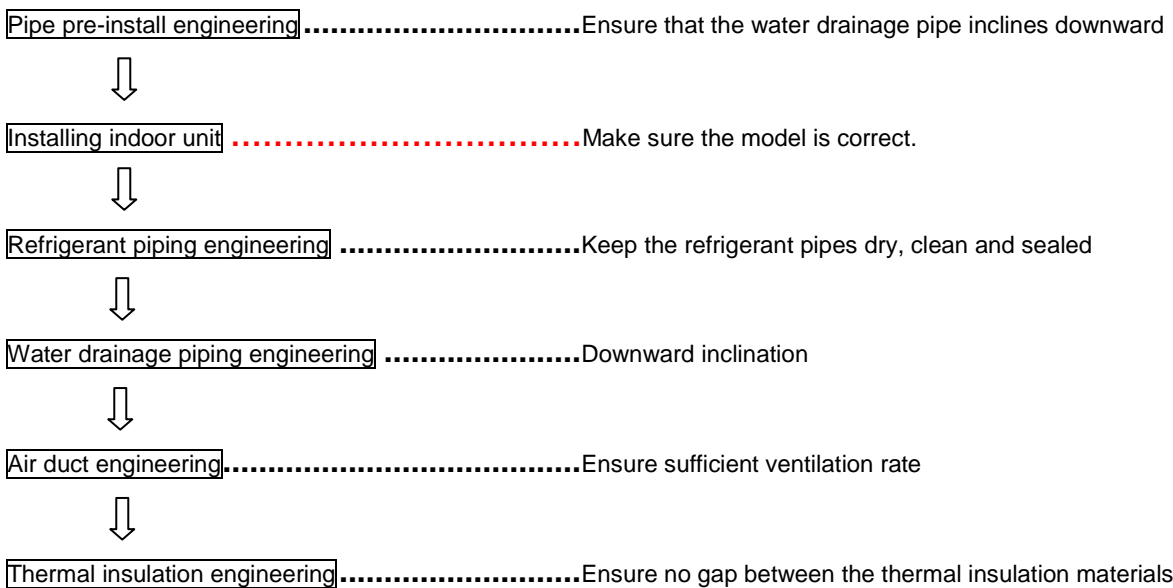 Pipe pre-install engineering..............................Ensure that the water drainage pipe inclines downward
Installing indoor unit .................................Make sure the model is correct.
Refrigerant piping engineering ..........................Keep the refrigerant pipes dry, clean and sealed
Water drainage piping engineering .....................Downward inclination
Air duct engineering.......................................Ensure sufficient ventilation rate
Thermal insulation engineering..........................Ensure no gap between the thermal insulation materials